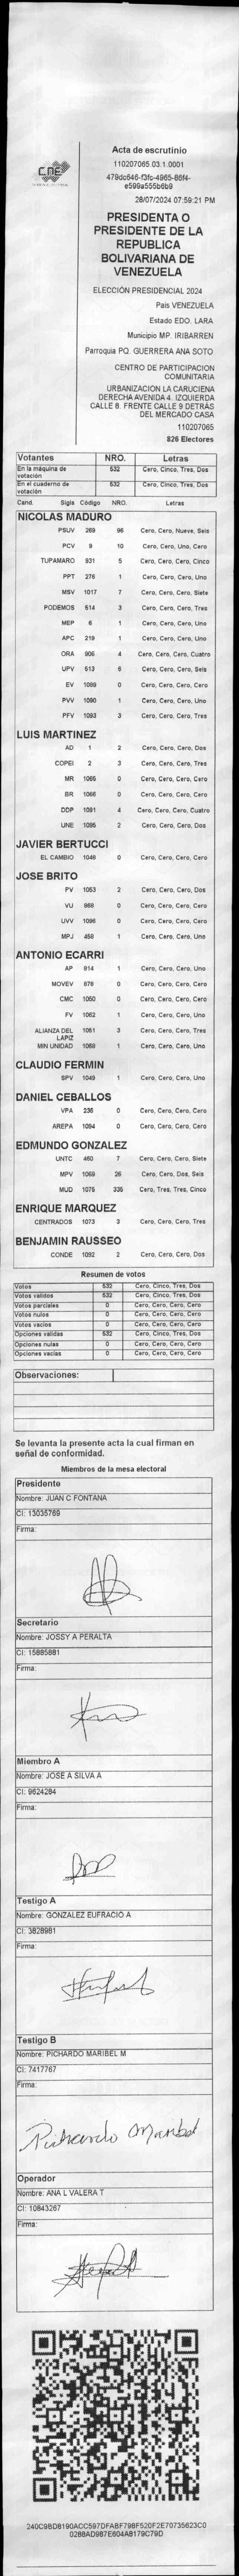 Acta de escrutinio
110207065.03.1.0001
479dc646-f3fc-4965-86f4-
e599a555b6b9
28/07/2024 07:59:21 PM
CNE
PRESIDENTA O
PRESIDENTE DE LA
REPUBLICA
BOLIVARIANA DE
VENEZUELA
ELECCIÓN PRESIDENCIAL 2024
País VENEZUELA
Estado EDO. LARA
Municipio MP. IRIBARREN
Parroquia PQ. GUERRERA ANA SOTO
CENTRO DE PARTICIPACION
COMUNITARIA
URBANIZACION LA CARUCIENA
DERECHA AVENIDA 4. IZQUIERDA
CALLE 8. FRENTE CALLE 9 DETRÁS
DEL MERCADO CASA
110207065
826 Electores
Votantes NRO. Letras
En la máquina de votación 532 Cero, Cinco, Tres, Dos
En el cuaderno de votación 532 Cero, Cinco, Tres, Dos
Cand. Sigla Código NRO. Letras
NICOLAS MADURO
PSUV 269 96 Cero, Cero, Nueve, Seis
PCV 9 10 Cero, Cero, Uno, Cero
TUPAMARO 931 5 Cero, Cero, Cero, Cinco
PPT 276 1 Cero, Cero, Cero, Uno
MSV 1017 7 Cero, Cero, Cero, Siete
PODEMOS 514 3 Cero, Cero, Cero, Tres
MEP 6 1 Cero, Cero, Cero, Uno
APC 219 1 Cero, Cero, Cero, Uno
ORA 906 4 Cero, Cero, Cero, Cuatro
UPV 513 6 Cero, Cero, Cero, Seis
EV 1089 0 Cero, Cero, Cero, Cero
PVV 1090 1 Cero, Cero, Cero, Uno
PFV 1093 3 Cero, Cero, Cero, Tres
LUIS MARTINEZ
AD 1 2 Cero, Cero, Cero, Dos
COPEI 2 3 Cero, Cero, Cero, Tres
MR 1065 0 Cero, Cero, Cero, Cero
BR 1066 0 Cero, Cero, Cero, Cero
DDP 1091 4 Cero, Cero, Cero, Cuatro
UNE 1095 2 Cero, Cero, Cero, Dos
JAVIER BERTUCCI
EL CAMBIO 1048 0 Cero, Cero, Cero, Cero
JOSE BRITO
PV 1053 2 Cero, Cero, Cero, Dos
VU 868 0 Cero, Cero, Cero, Cero
UVV 1096 0 Cero, Cero, Cero, Cero
MPJ 458 1 Cero, Cero, Cero, Uno
ANTONIO ECARRI
AP 814 1 Cero, Cero, Cero, Uno
MOVEV 878 0 Cero, Cero, Cero, Cero
CMC 1050 0 Cero, Cero, Cero, Cero
FV 1062 1 Cero, Cero, Cero, Uno
ALIANZA DEL LAPIZ 1061 3 Cero, Cero, Cero, Tres
MIN UNIDAD 1069 1 Cero, Cero, Cero, Uno
CLAUDIO FERMIN
SPV 1049 1 Cero, Cero, Cero, Uno
DANIEL CEBALLOS
VPA 236 0 Cero, Cero, Cero, Cero
AREPA 1094 0 Cero, Cero, Cero, Cero
EDMUNDO GONZALEZ
UNTC 460 7 Cero, Cero, Cero, Siete
MPV 1059 26 Cero, Cero, Dos, Seis
MUD 1075 335 Cero, Tres, Tres, Cinco
ENRIQUE MARQUEZ
CENTRADOS 1073 3 Cero, Cero, Cero, Tres
BENJAMIN RAUSSEO
CONDE 1092 2 Cero, Cero, Cero, Dos
Resumen de votos
Votos 532 Cero, Cinco, Tres, Dos
Votos validos 532 Cero, Cinco, Tres, Dos
Votos parciales 0 Cero, Cero, Cero, Cero
Votos nulos 0 Cero, Cero, Cero, Cero
Votos vacíos 0 Cero, Cero, Cero, Cero
Opciones validas 532 Cero, Cinco, Tres, Dos
Opciones nulas 0 Cero, Cero, Cero, Cero
Opciones vacías 0 Cero, Cero, Cero, Cero
Observaciones:
Se levanta la presente acta la cual firman en
señal de conformidad.
Miembros de la mesa electoral
Presidente
Nombre: JUAN C FONTANA
CI: 13035769
Firma:
Secretario
Nombre: JOSSY A PERALTA
CI: 15885881
Firma:
Miembro A
Nombre: JOSE A SILVA A
CI: 9624284
Firma:
Testigo A
Nombre: GONZALEZ EUFRACIO A
CI: 3828981
Firma:
Testigo B
Nombre: PICHARDO MARIBEL M
CI: 7417767
Firma:
Pichardo Maribel
Operador
Nombre: ANA L VALERA T
CI: 10843267
Firma:
240C9BD8190ACC597DFABF798F520F2E70735623C0
0288AD987E604A8179C79D